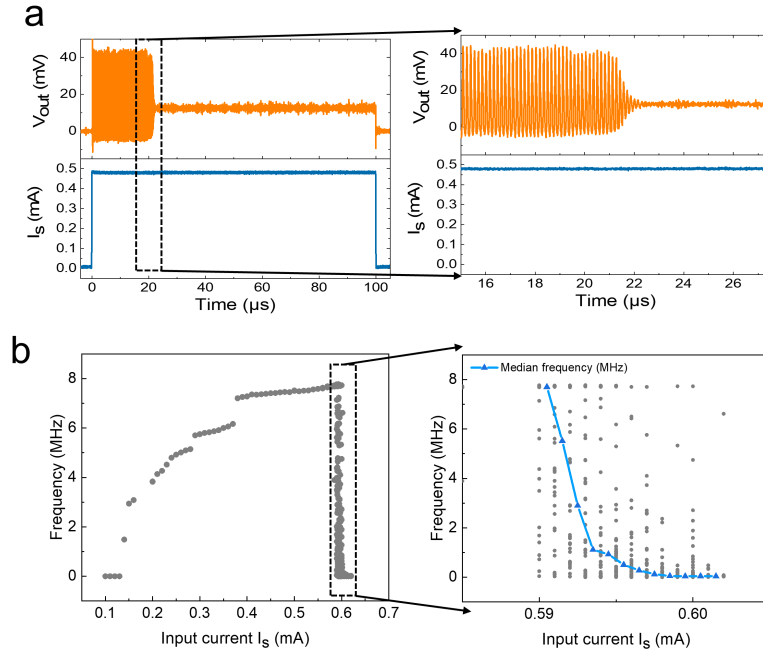 a
40
20
0
V_out (mV)
0.5
0.4
0.3
0.2
0.1
0.0
I_S (mA)
0 20 40 60 80 100
Time (µs)
40
20
0
V_out (mV)
0.5
0.4
0.3
0.2
0.1
0.0
I_S (mA)
16 18 20 22 24 26
Time (µs)
b
8
6
4
2
0
Frequency (MHz)
0.1 0.2 0.3 0.4 0.5 0.6 0.7
Input current I_S (mA)
Median frequency (MHz)
8
6
4
2
0
Frequency (MHz)
0.59 0.60
Input current I_S (mA)